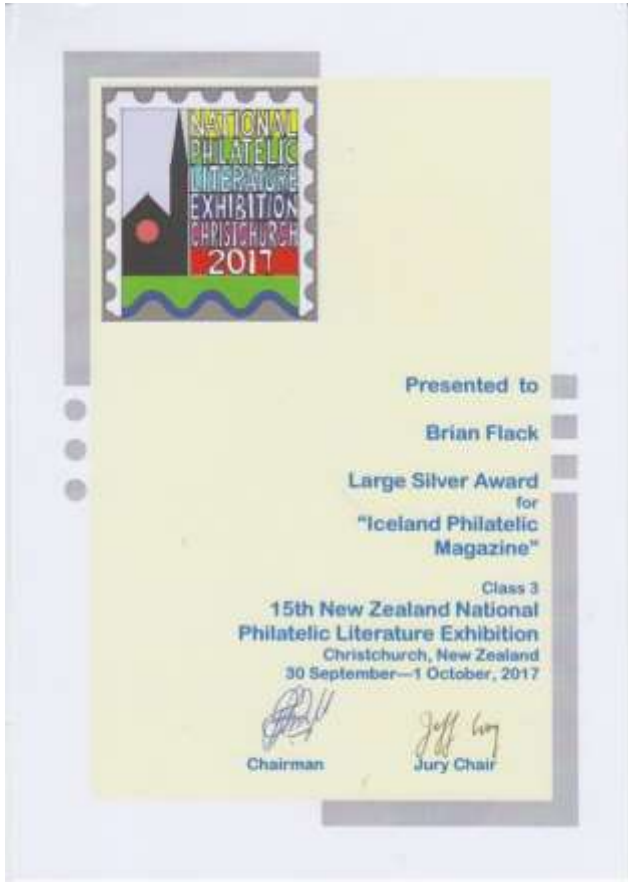 NATIONAL
PHILATELIC
LITERATURE
EXHIBITION
CHRISTCHURCH
2017
Presented to
Brian Flack
Large Silver Award
for
"Iceland Philatelic
Magazine"
Class 3
15th New Zealand National
Philatelic Literature Exhibition
Christchurch, New Zealand
30 September—1 October, 2017
Jeff
Chairman
Jury Chair